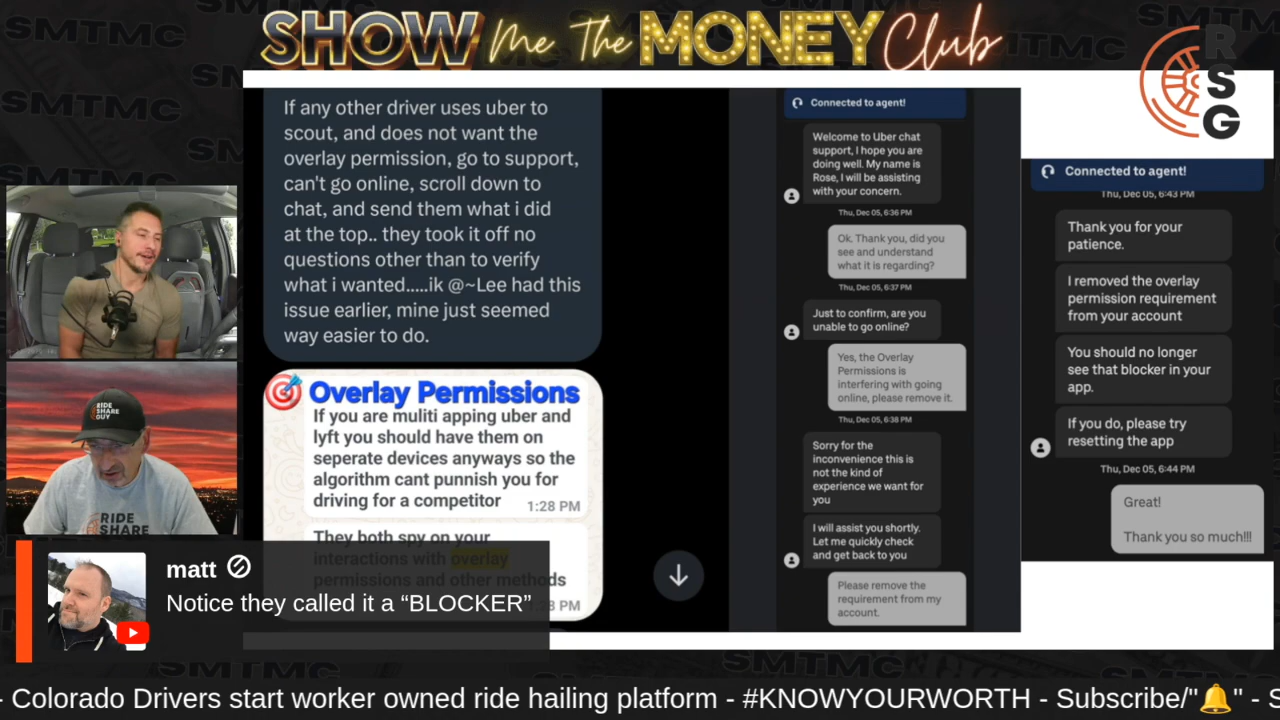 SHOW Me The MONEY Club
RSG
If any other driver uses uber to
scout, and does not want the
overlay permission, go to support,
can't go online, scroll down to
chat, and send them what i did
at the top.. they took it off no
questions other than to verify
what i wanted.....ik @~Lee had this
issue earlier, mine just seemed
way easier to do.
Overlay Permissions
If you are muliti apping uber and
lyft you should have them on
seperate devices anyways so the
algorithm cant punnish you for
driving for a competitor
1:28 PM
They both spy on your
interactions with overlay
permissions and other methods
Connected to agent!
Welcome to Uber chat
support, I hope you are
doing well. My name is
Rose, I will be assisting
with your concern.
Thu, Dec 05, 6:36 PM
Ok. Thank you, did you
see and understand
what it is regarding?
Thu, Dec 05, 6:37 PM
Just to confirm, are you
unable to go online?
Yes, the Overlay
Permissions is
interfering with going
online, please remove it.
Thu, Dec 05, 6:38 PM
Sorry for the
inconvenience this is
not the kind of
experience we want for
you
I will assist you shortly.
Let me quickly check
and get back to you
Please remove the
requirement from my
account.
Connected to agent!
Thu, Dec 05, 6:43 PM
Thank you for your
patience.
I removed the overlay
permission requirement
from your account
You should no longer
see that blocker in your
app.
If you do, please try
resetting the app
Thu, Dec 05, 6:44 PM
Great!
Thank you so much!!!
RIDE
SHARE
GUY
RIDE
SHARE
matt
Notice they called it a “BLOCKER”
SMTMC
- Colorado Drivers start worker owned ride hailing platform - #KNOWYOURWORTH - Subscribe/"🔔" - S